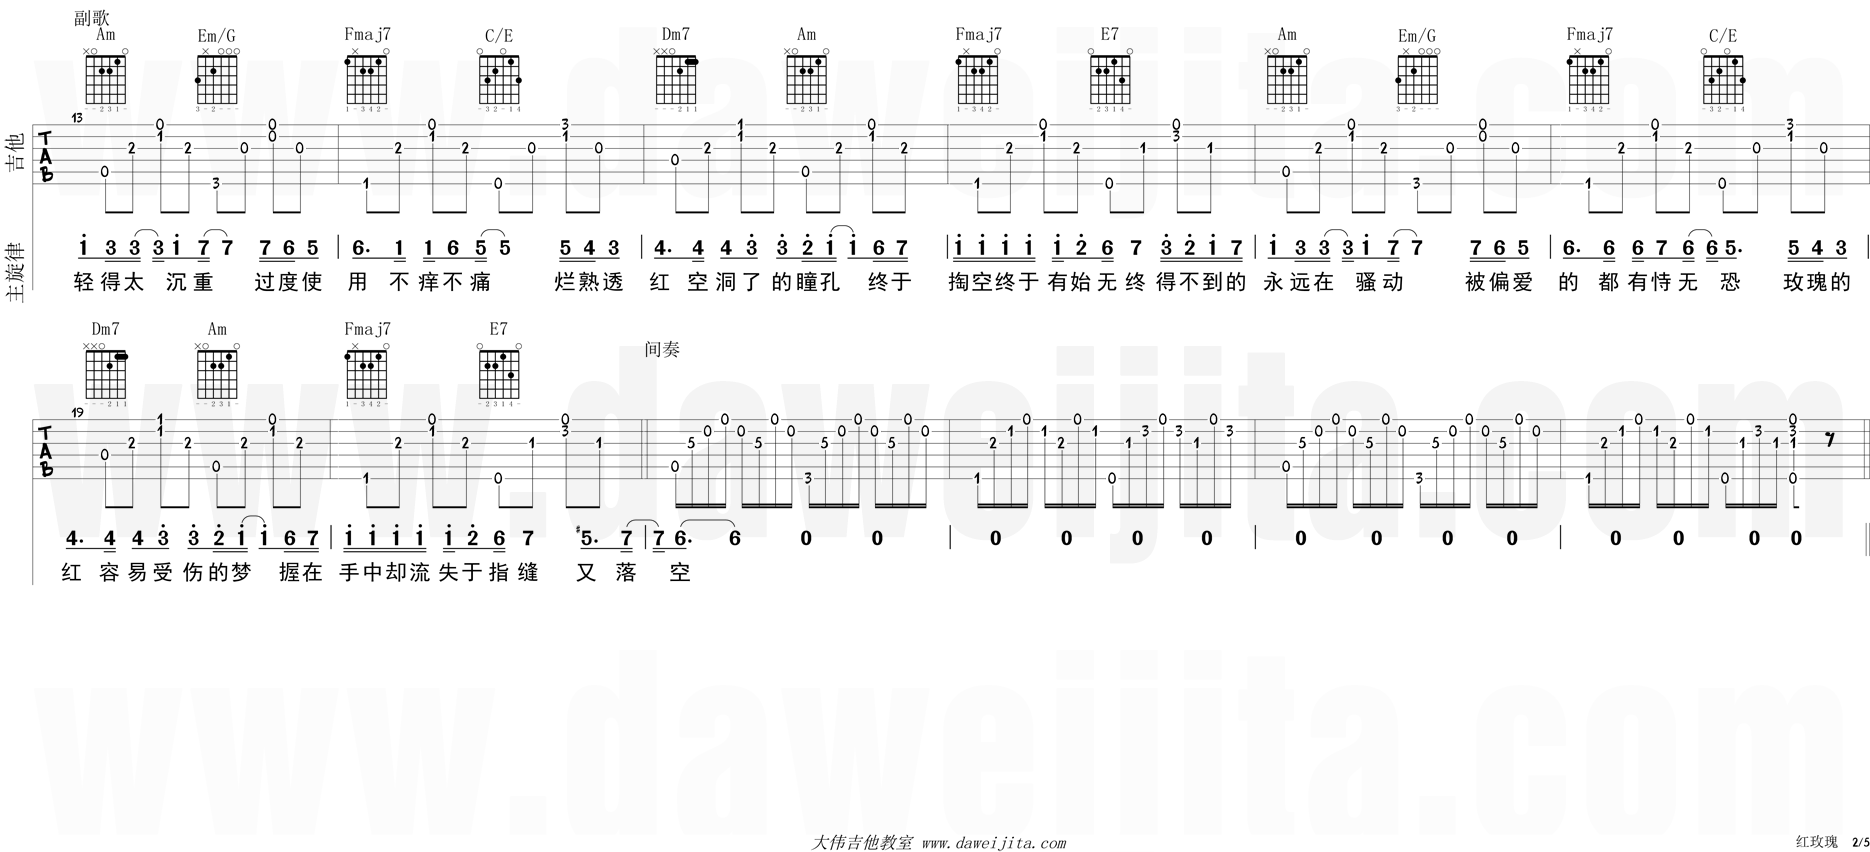 副歌
Am Em/G Fmaj7 C/E Dm7 Am Fmaj7 E7 Am Em/G Fmaj7 C/E
13
吉他
TAB
主旋律
轻得太 沉重 过度使用 不痒不痛 烂熟透红 空洞了的瞳孔 终于掏空终于有始无终 得不到的永远在 骚动 被偏爱的 都有恃无恐 玫瑰的
Dm7 Am Fmaj7 E7
间奏
19
TAB
红 容易受伤的梦 握在手中却流失于指缝 又落 空
大伟吉他教室 www.daweijita.com
红玫瑰 2/5
www.daweijita.com